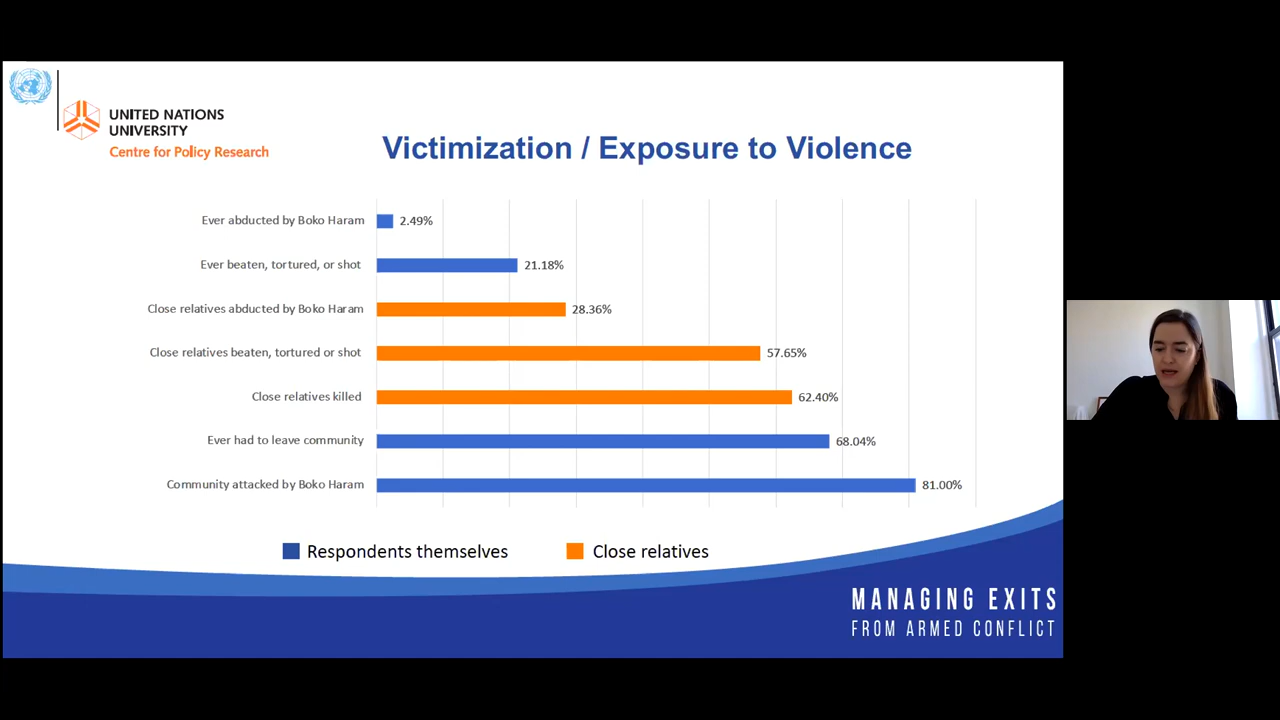 UNITED NATIONS
UNIVERSITY
Centre for Policy Research
Victimization / Exposure to Violence
Ever abducted by Boko Haram 2.49%
Ever beaten, tortured, or shot 21.18%
Close relatives abducted by Boko Haram 28.36%
Close relatives beaten, tortured or shot 57.65%
Close relatives killed 62.40%
Ever had to leave community 68.04%
Community attacked by Boko Haram 81.00%
Respondents themselves Close relatives
MANAGING EXITS
FROM ARMED CONFLICT